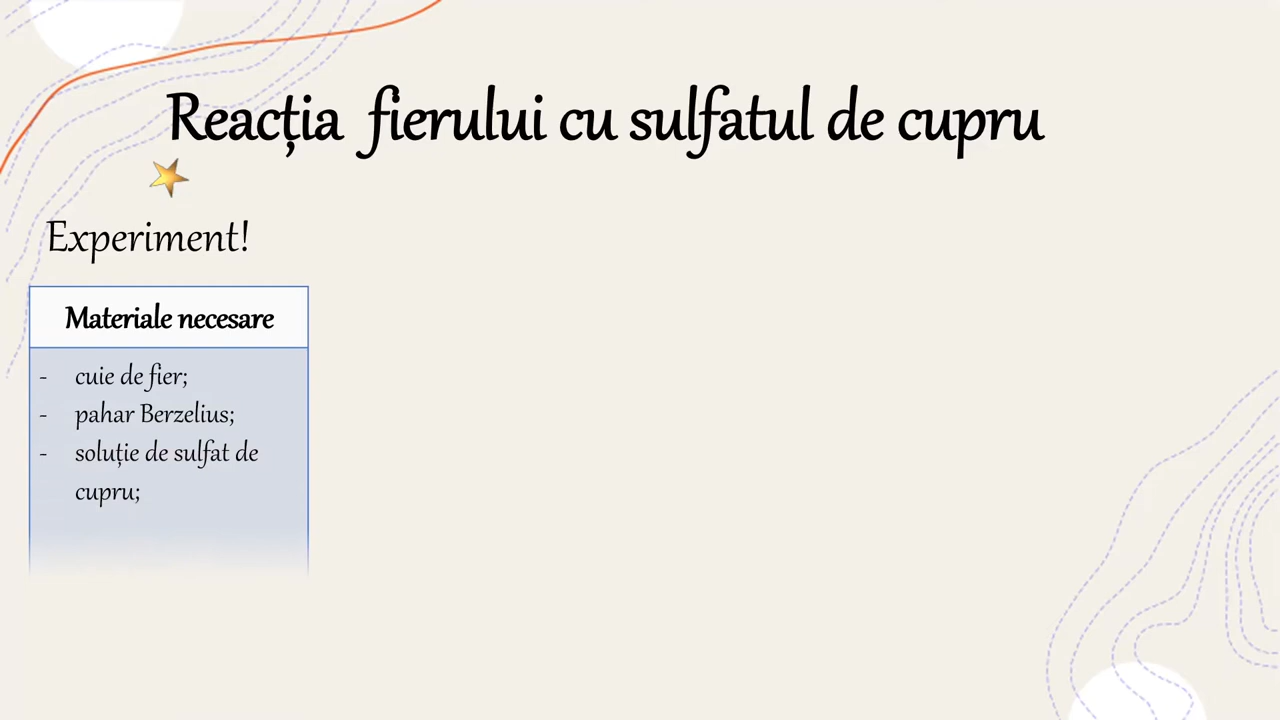 Reacția fierului cu sulfatul de cupru
Experiment!
Materiale necesare
- cuie de fier;
- pahar Berzelius;
- soluție de sulfat de
cupru;